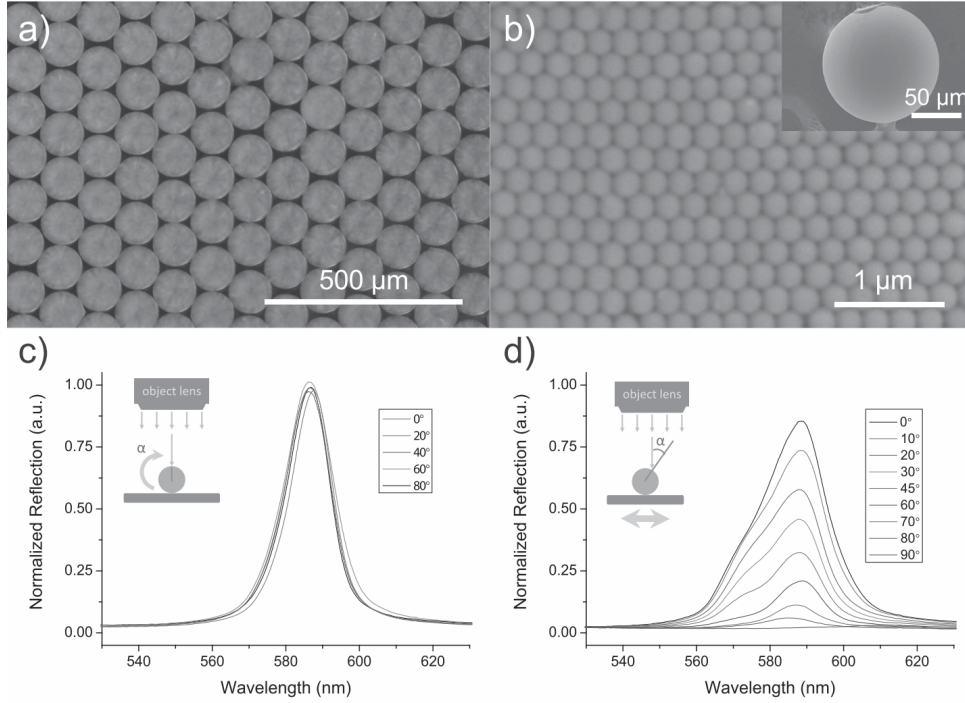 a)
500 µm
b)
50 µm
1 µm
c)
object lens
α
0°
20°
40°
60°
80°
1.00
0.75
0.50
0.25
0.00
Normalized Reflection (a.u.)
540 560 580 600 620
Wavelength (nm)
d)
object lens
α
0°
10°
20°
30°
45°
60°
70°
80°
90°
1.00
0.75
0.50
0.25
0.00
Normalized Reflection (a.u.)
540 560 580 600 620
Wavelength (nm)